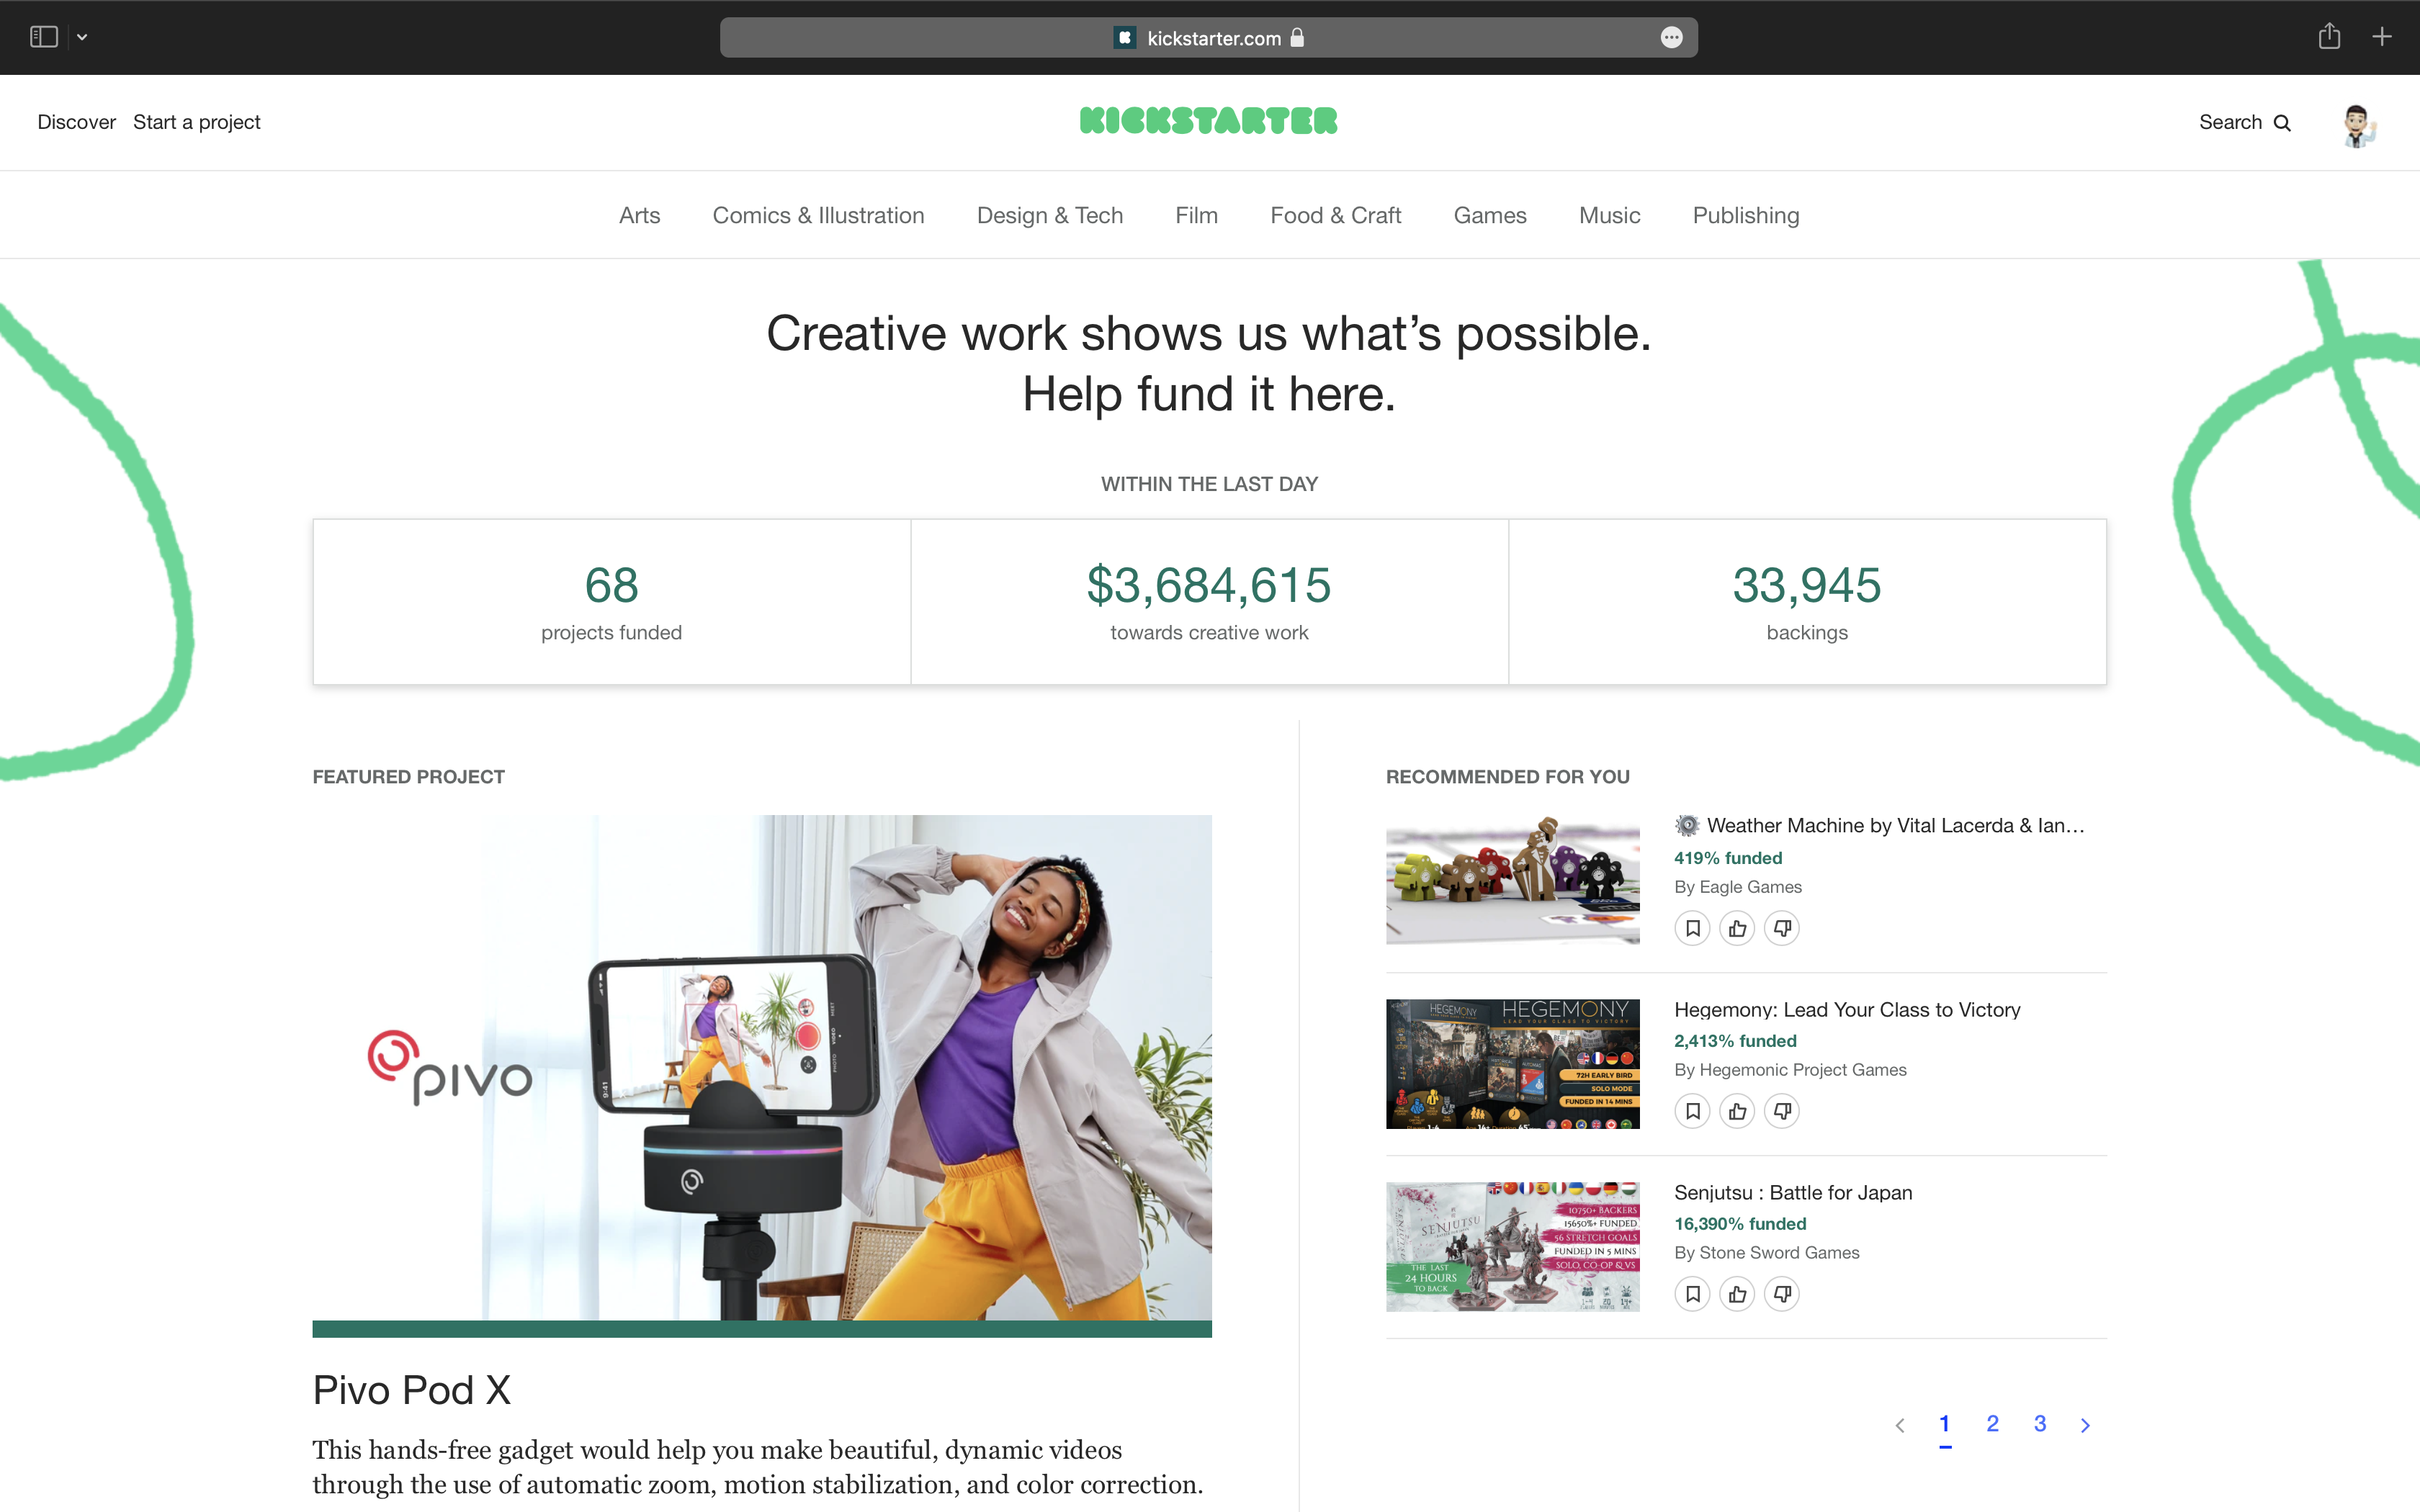 kickstarter.com
Discover Start a project
KICKSTARTER
Search
Arts Comics & Illustration Design & Tech Film Food & Craft Games Music Publishing
Creative work shows us what’s possible.
Help fund it here.
WITHIN THE LAST DAY
68
projects funded
$3,684,615
towards creative work
33,945
backings
FEATURED PROJECT
pivo
9:41
PHOTO
VIDEO
Pivo Pod X
This hands-free gadget would help you make beautiful, dynamic videos
through the use of automatic zoom, motion stabilization, and color correction.
RECOMMENDED FOR YOU
Weather Machine by Vital Lacerda & Ian…
419% funded
By Eagle Games
HEGEMONY
HEGEMONY
LEAD YOUR CLASS TO VICTORY
72H EARLY BIRD
SOLO MODE
FUNDED IN 14 MINS
Hegemony: Lead Your Class to Victory
2,413% funded
By Hegemonic Project Games
SENJUTSU
10750+ BACKERS
15650%+ FUNDED
56 STRETCH GOALS
FUNDED IN 5 MINS
SOLO, CO-OP & VS
THE LAST
24 HOURS
TO BACK
Senjutsu : Battle for Japan
16,390% funded
By Stone Sword Games
1 2 3